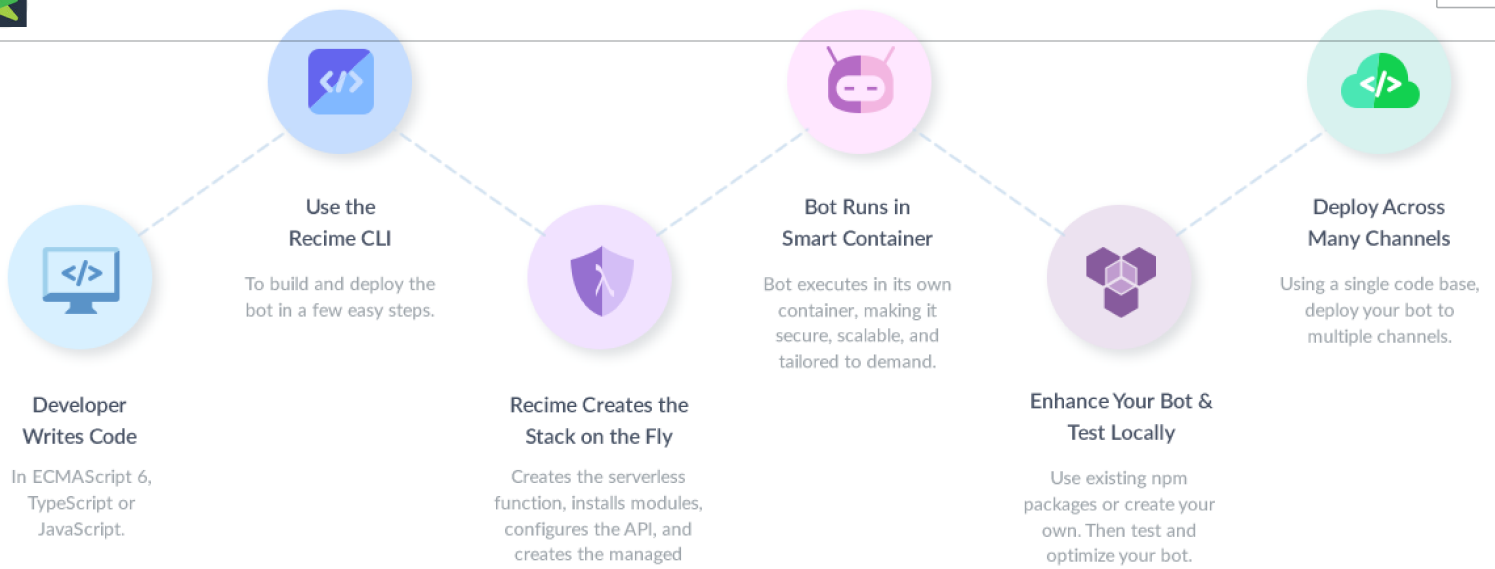 Developer
Writes Code
In ECMAScript 6,
TypeScript or
JavaScript.
</>
Use the
Recime CLI
To build and deploy the
bot in a few easy steps.
</>
Recime Creates the
Stack on the Fly
Creates the serverless
function, installs modules,
configures the API, and
creates the managed
λ
Bot Runs in
Smart Container
Bot executes in its own
container, making it
secure, scalable, and
tailored to demand.
Enhance Your Bot &
Test Locally
Use existing npm
packages or create your
own. Then test and
optimize your bot.
Deploy Across
Many Channels
Using a single code base,
deploy your bot to
multiple channels.
</>